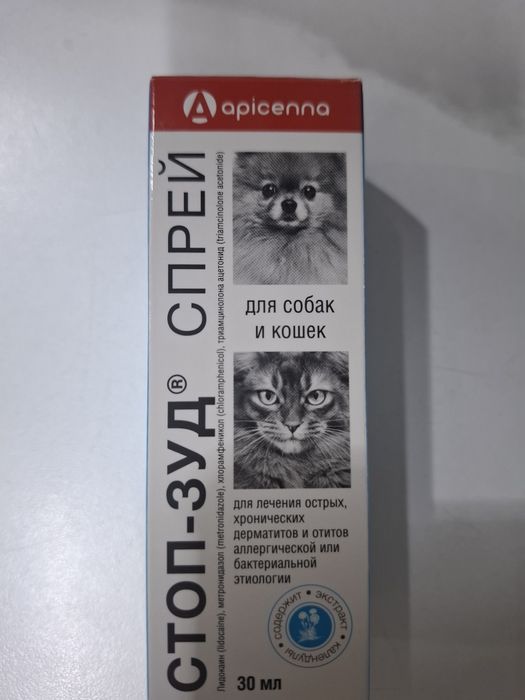 apicenna
СТОП-ЗУД® СПРЕЙ
Лидокаин (lidocaine), метронидазол (metronidazole), хлорамфеникол (chloramphenicol), триамцинолона ацетонид (triamcinolone acetonide)
для собак
и кошек
для лечения острых,
хронических
дерматитов и отитов
аллергической или
бактериальной
этиологии
содержит • экстракт • календулы •
30 мл